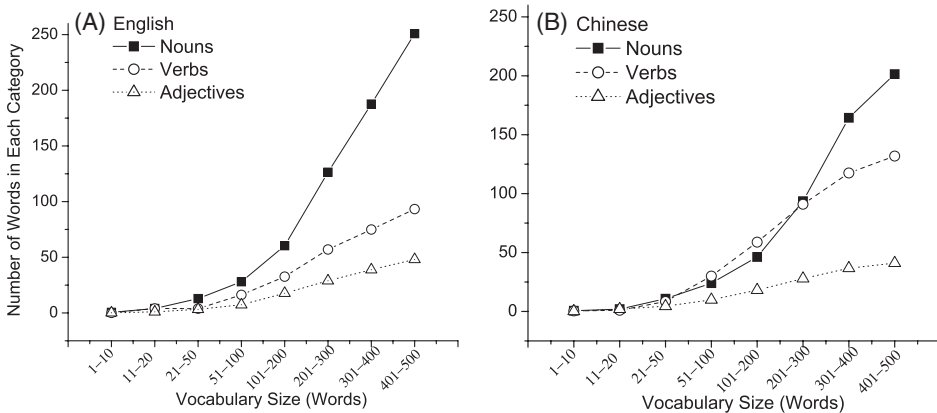 (A) English
Nouns
Verbs
Adjectives
Number of Words in Each Category
250
200
150
100
50
0
1–10
11–20
21–50
51–100
101–200
201–300
301–400
401–500
Vocabulary Size (Words)
(B) Chinese
Nouns
Verbs
Adjectives
250
200
150
100
50
0
1–10
11–20
21–50
51–100
101–200
201–300
301–400
401–500
Vocabulary Size (Words)